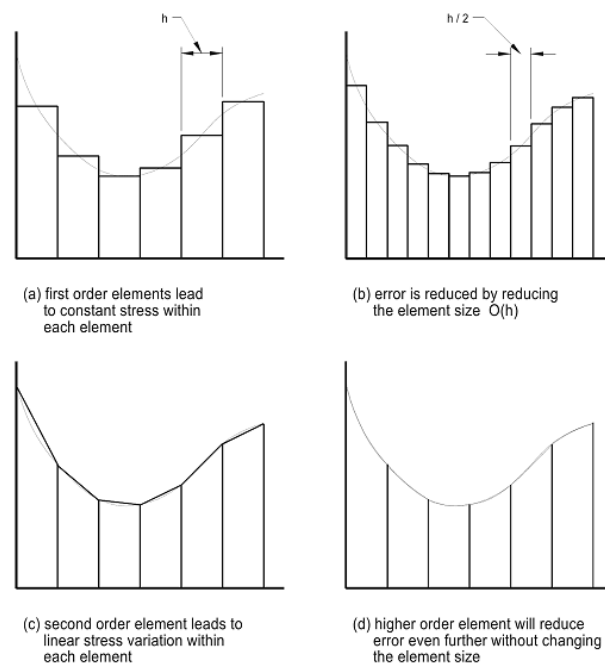 h
h / 2
(a) first order elements lead
to constant stress within
each element
(b) error is reduced by reducing
the element size O(h)
(c) second order element leads to
linear stress variation within
each element
(d) higher order element will reduce
error even further without changing
the element size